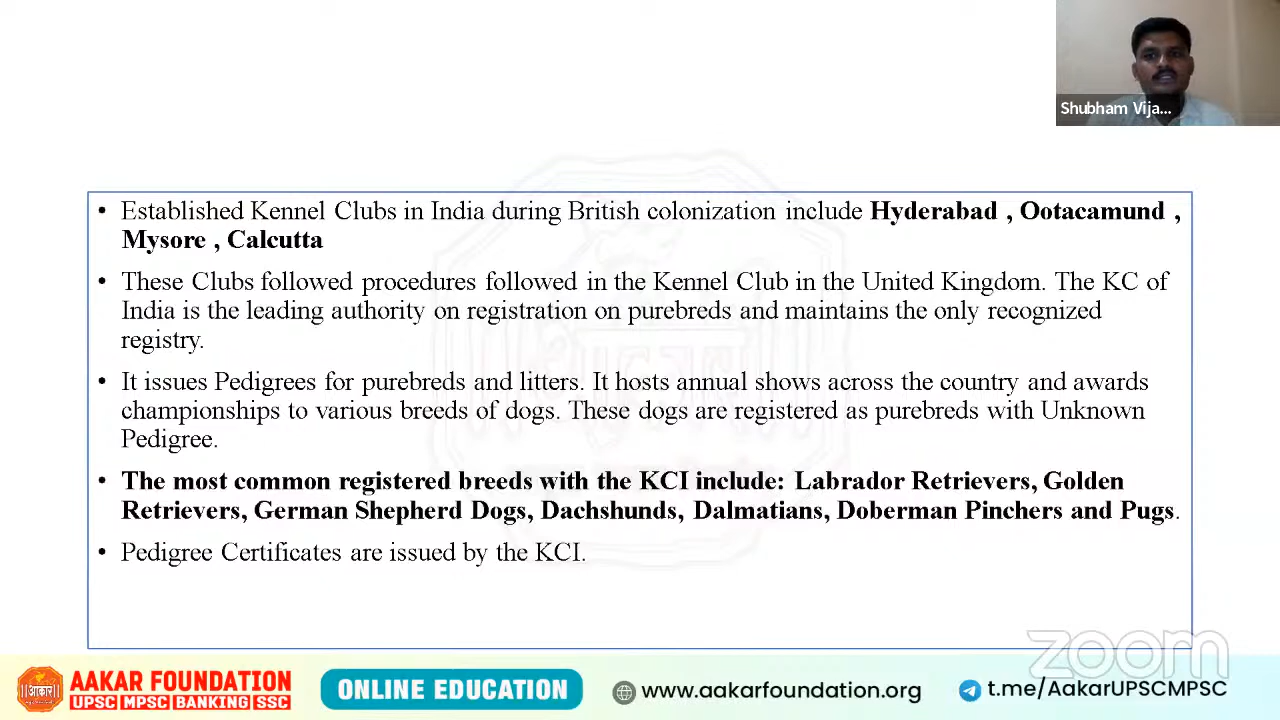 Shubham Vija...
• Established Kennel Clubs in India during British colonization include Hyderabad , Ootacamund ,
Mysore , Calcutta
• These Clubs followed procedures followed in the Kennel Club in the United Kingdom. The KC of
India is the leading authority on registration on purebreds and maintains the only recognized
registry.
• It issues Pedigrees for purebreds and litters. It hosts annual shows across the country and awards
championships to various breeds of dogs. These dogs are registered as purebreds with Unknown
Pedigree.
• The most common registered breeds with the KCI include: Labrador Retrievers, Golden
Retrievers, German Shepherd Dogs, Dachshunds, Dalmatians, Doberman Pinchers and Pugs.
• Pedigree Certificates are issued by the KCI.
zoom
आकार
AAKAR FOUNDATION
UPSC|MPSC|BANKING|SSC
ONLINE EDUCATION
www.aakarfoundation.org
t.me/AakarUPSCMPSC